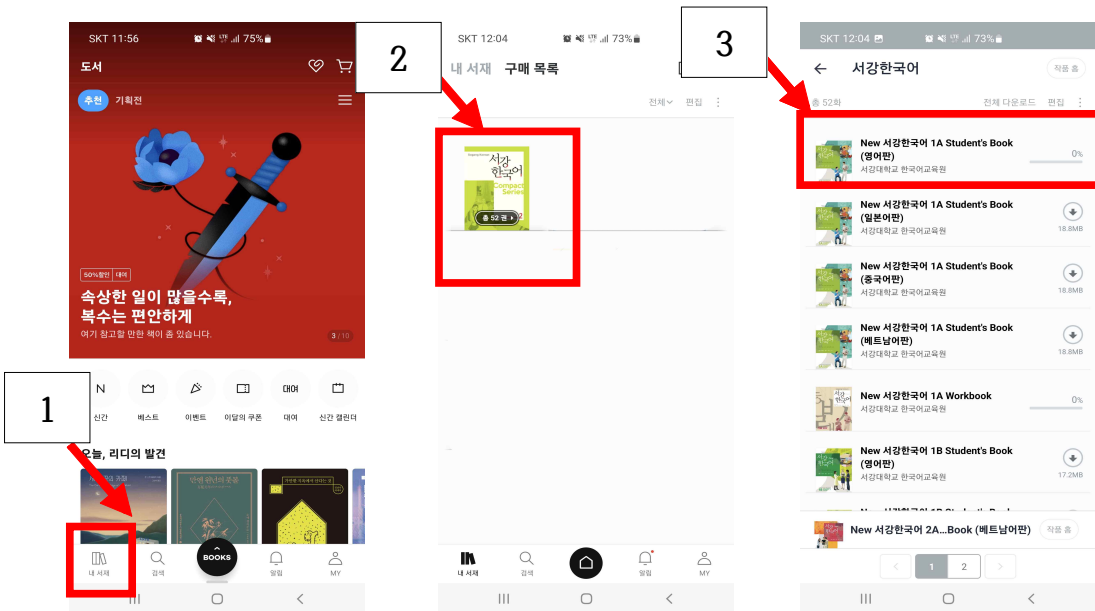 1
2
3
SKT 11:56
LTE
75%
도서
추천 기획전
50%할인 대여
속상한 일이 많을수록,
복수는 편안하게
여기 참고할 만한 책이 좀 있습니다.
3/10
N
대여
신간 베스트 이벤트 이달의 쿠폰 대여 신간 캘린더
오늘, 리디의 발견
BOOKS
내 서재 검색 알림 MY
SKT 12:04
LTE
73%
내 서재 구매 목록
전체 편집
서강
한국어
Compact
Series
총 52 권
2
내 서재 검색 알림 MY
SKT 12:04
LTE
73%
서강한국어
작품 홈
총 52화 전체 다운로드 편집
New 서강한국어 1A Student's Book
(영어판)
서강대학교 한국어교육원
0%
New 서강한국어 1A Student's Book
(일본어판)
서강대학교 한국어교육원
18.8MB
New 서강한국어 1A Student's Book
(중국어판)
서강대학교 한국어교육원
18.8MB
New 서강한국어 1A Student's Book
(베트남어판)
서강대학교 한국어교육원
18.8MB
New 서강한국어 1A Workbook
서강대학교 한국어교육원
0%
New 서강한국어 1B Student's Book
(영어판)
서강대학교 한국어교육원
17.2MB
New 서강한국어 2A...Book (베트남어판)
작품 홈
1 2